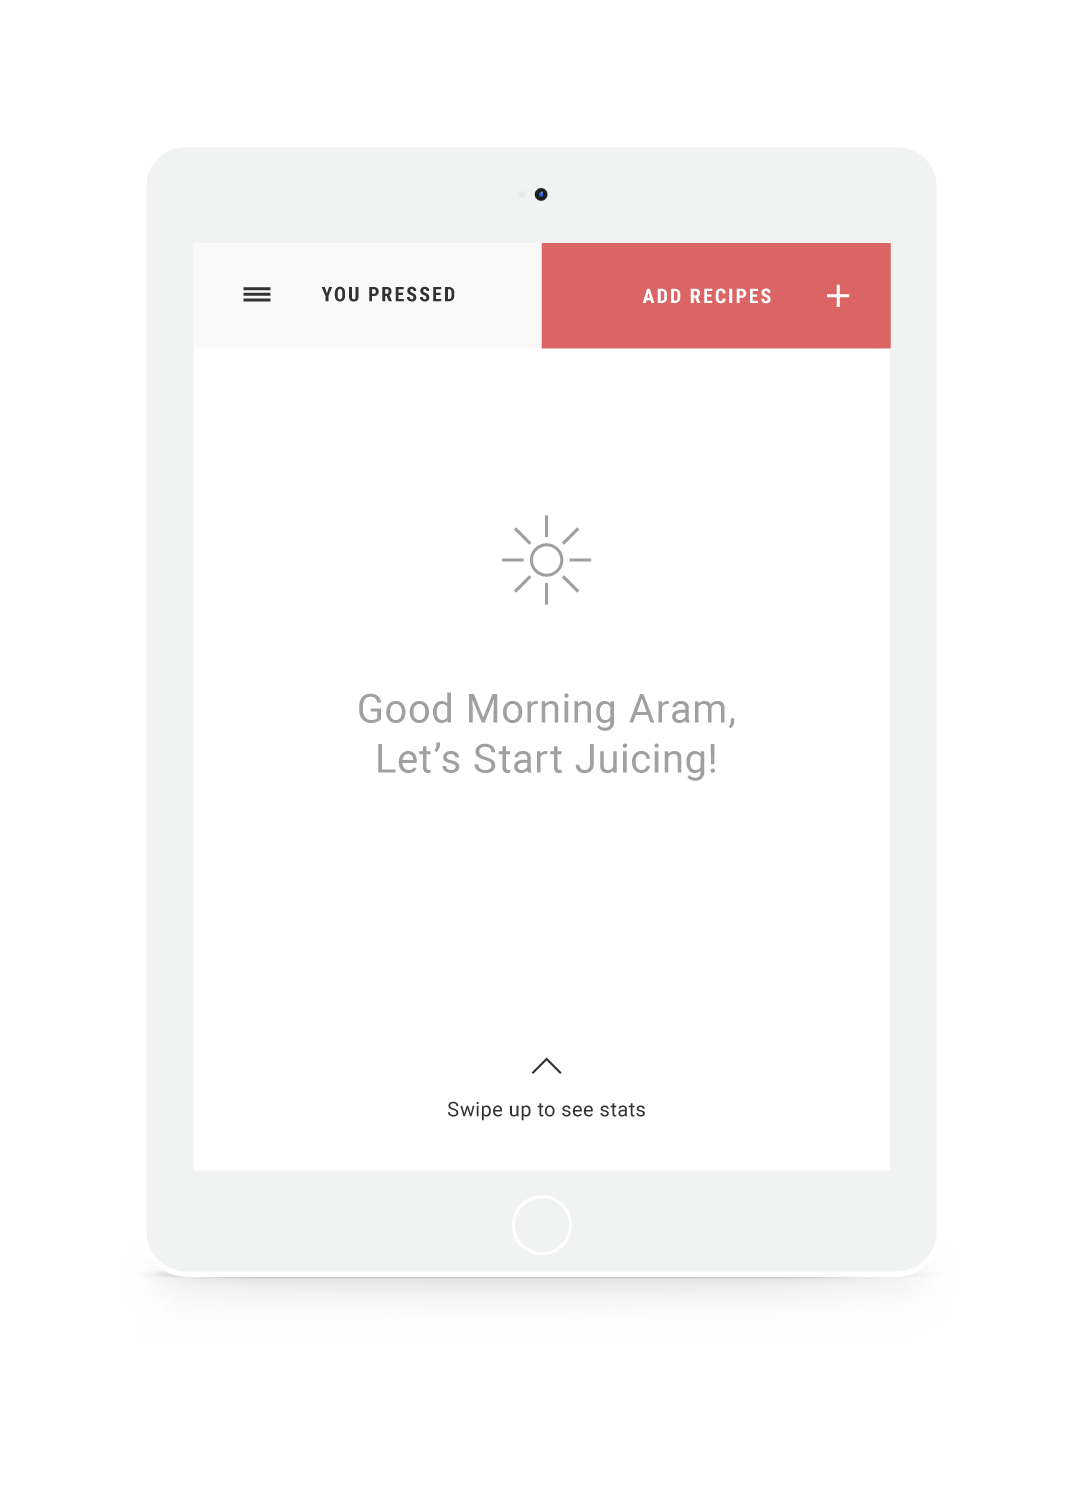 YOU PRESSED
ADD RECIPES
Good Morning Aram,
Let’s Start Juicing!
Swipe up to see stats